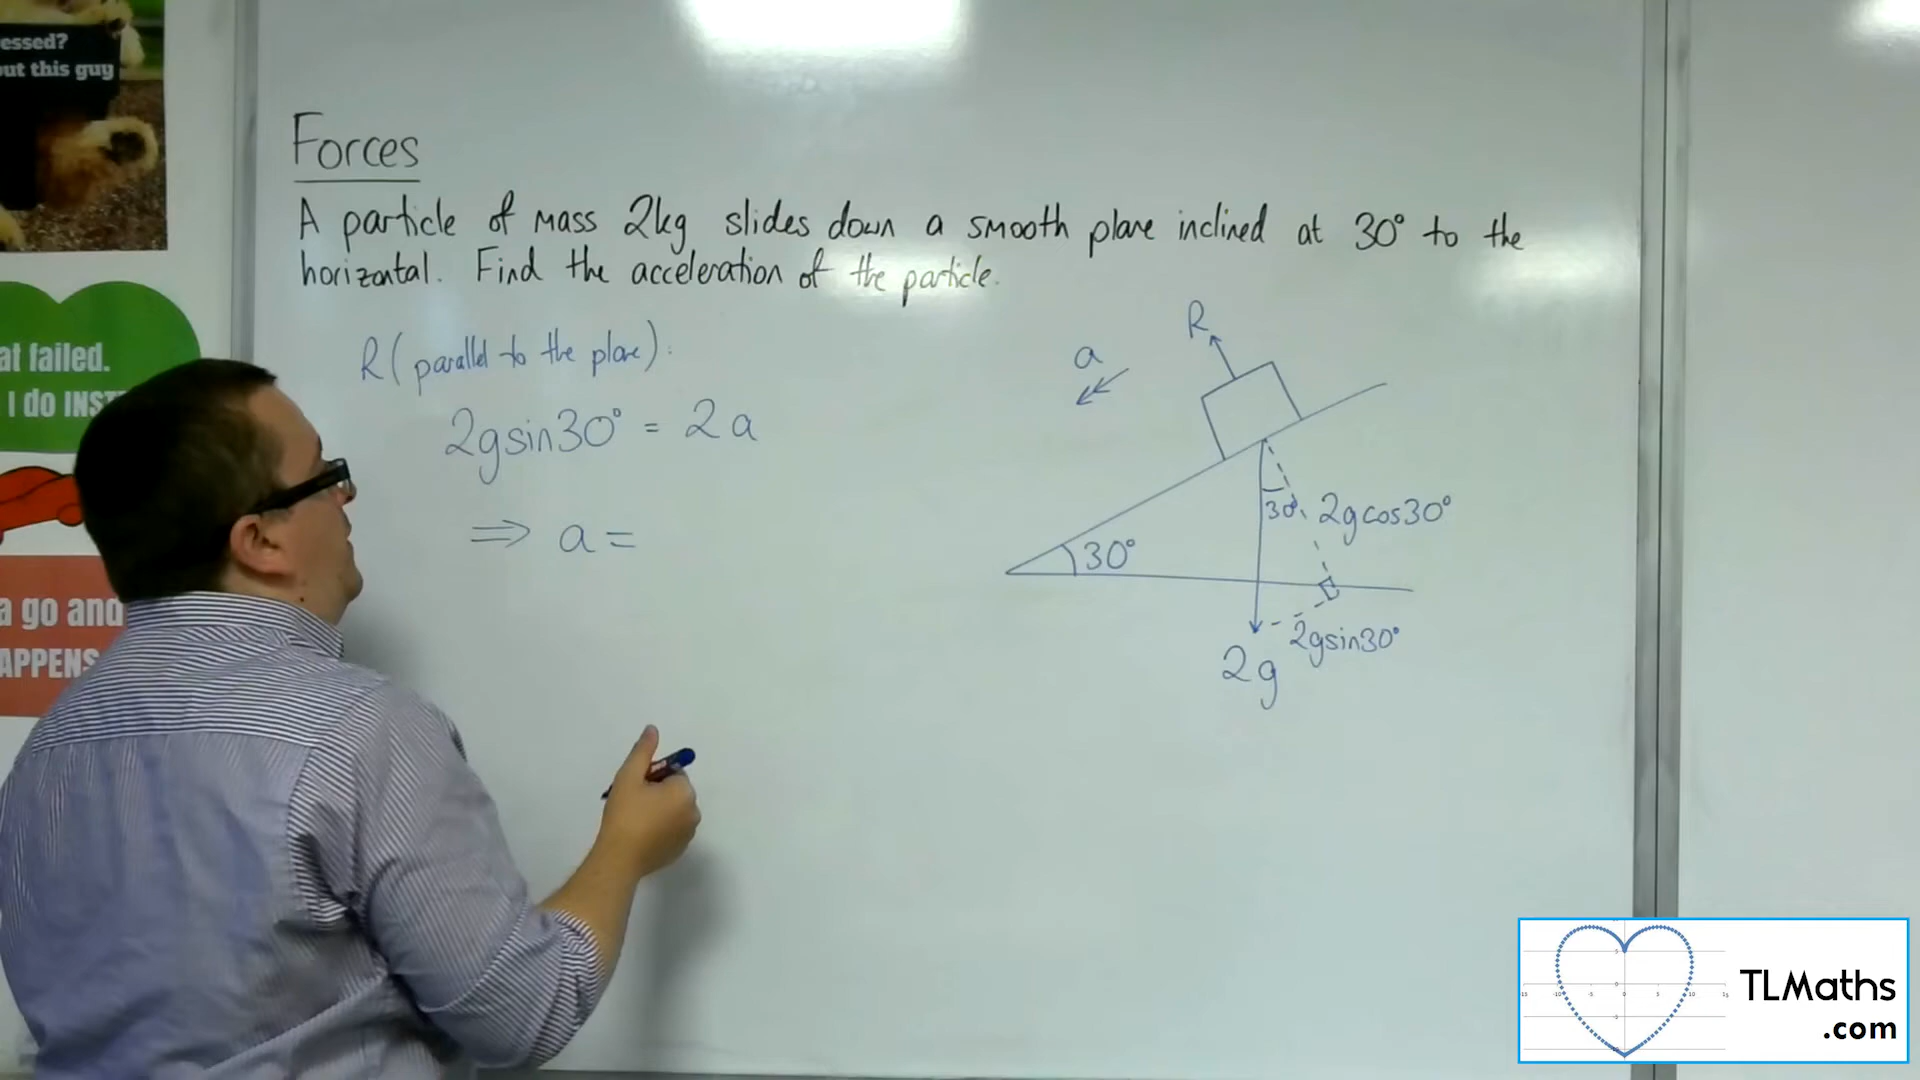 essed?
out this guy
Forces
A particle of mass 2kg slides down a smooth plane inclined at 30° to the
horizontal. Find the acceleration of the particle.
at failed.
I do INST
a go and
APPENS
R (parallel to the plane):
2gsin30° = 2a
⇒ a =
R
a
30°
2gcos30°
30°
2gsin30°
2g
TLMaths
.com